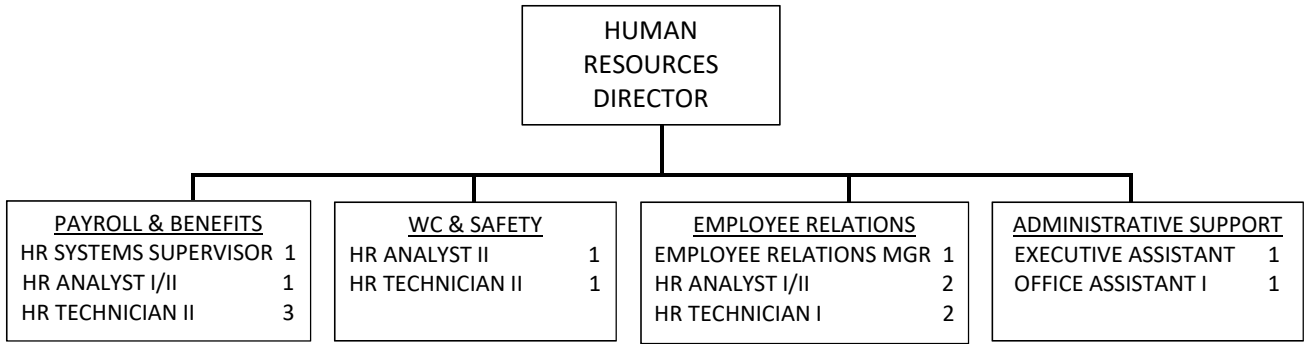 HUMAN
RESOURCES
DIRECTOR
PAYROLL & BENEFITS
HR SYSTEMS SUPERVISOR 1
HR ANALYST I/II 1
HR TECHNICIAN II 3
WC & SAFETY
HR ANALYST II 1
HR TECHNICIAN II 1
EMPLOYEE RELATIONS
EMPLOYEE RELATIONS MGR 1
HR ANALYST I/II 2
HR TECHNICIAN I 2
ADMINISTRATIVE SUPPORT
EXECUTIVE ASSISTANT 1
OFFICE ASSISTANT I 1